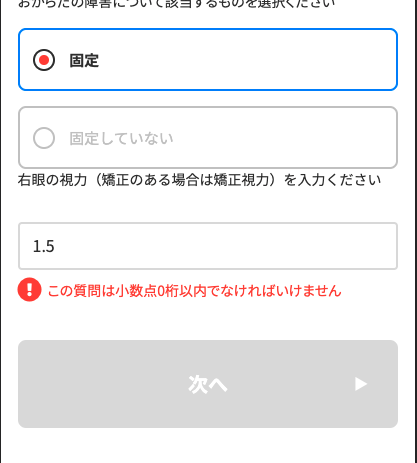 おからだの障害について該当するものを選択ください
固定
固定していない
右眼の視力（矯正のある場合は矯正視力）を入力ください
1.5
この質問は小数点0桁以内でなければいけません
次へ